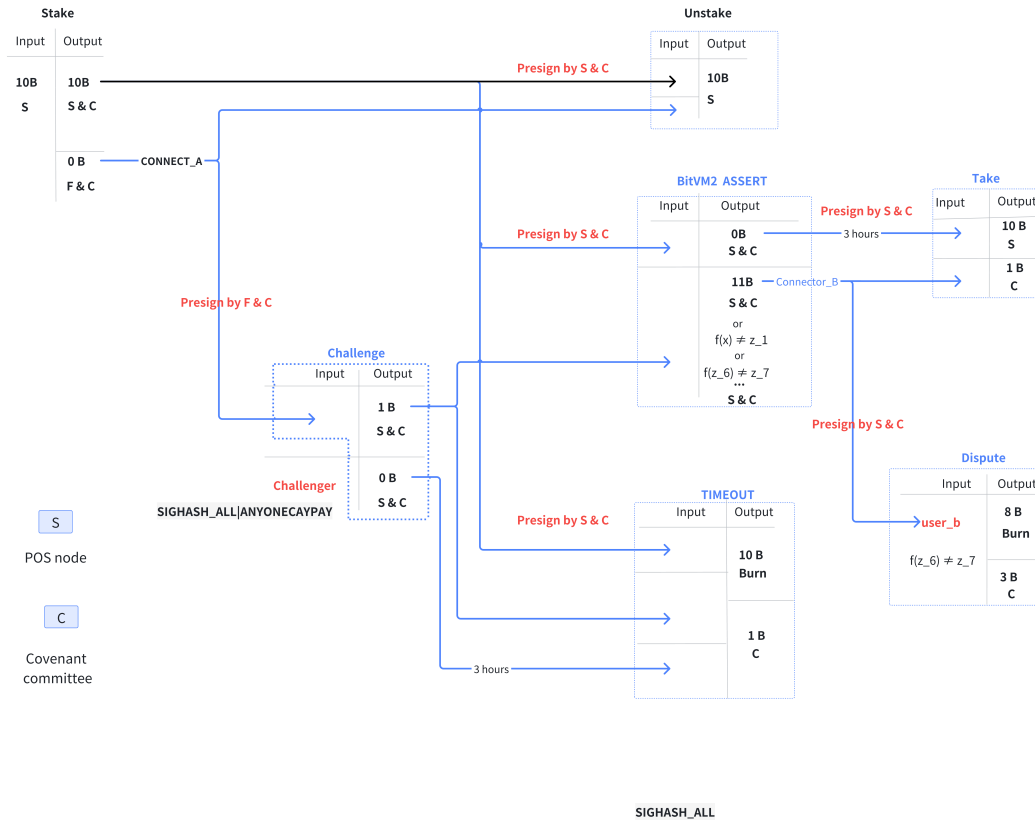 Stake
Input
Output
10B
S
10B
S & C
0 B
F & C
CONNECT_A
Presign by S & C
Unstake
Input
Output
10B
S
Presign by S & C
BitVM2 ASSERT
Input
Output
0B
S & C
11B
S & C
or
f(x) ≠ z_1
or
f(z_6) ≠ z_7
...
S & C
Presign by S & C
3 hours
Connector_B
Take
Input
Output
10 B
S
1 B
C
Presign by F & C
Challenge
Input
Output
1 B
S & C
0 B
S & C
Challenger
SIGHASH_ALL|ANYONECAYPAY
Presign by S & C
Dispute
Input
Output
user_b
f(z_6) ≠ z_7
8 B
Burn
3 B
C
Presign by S & C
TIMEOUT
Input
Output
10 B
Burn
1 B
C
3 hours
S
POS node
C
Covenant
committee
SIGHASH_ALL